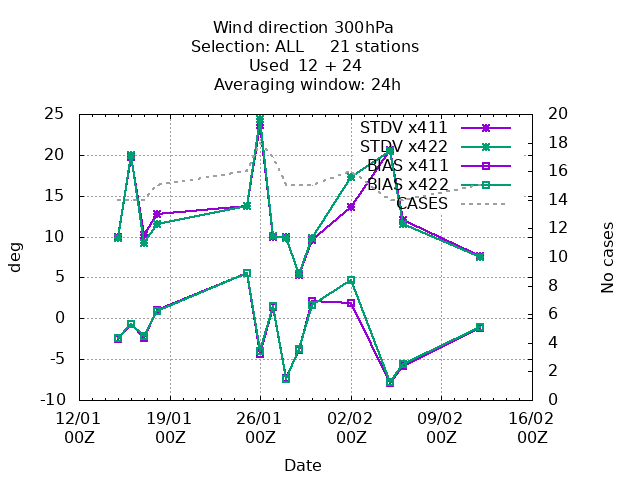 Wind direction 300hPa
Selection: ALL 21 stations
Used 12 + 24
Averaging window: 24h
25
20
15
10
5
0
-5
-10
20
18
16
14
12
10
8
6
4
2
0
deg
No cases
STDV x411
STDV x422
BIAS x411
BIAS x422
CASES
12/01 19/01 26/01 02/02 09/02 16/02
00Z 00Z 00Z 00Z 00Z 00Z
Date